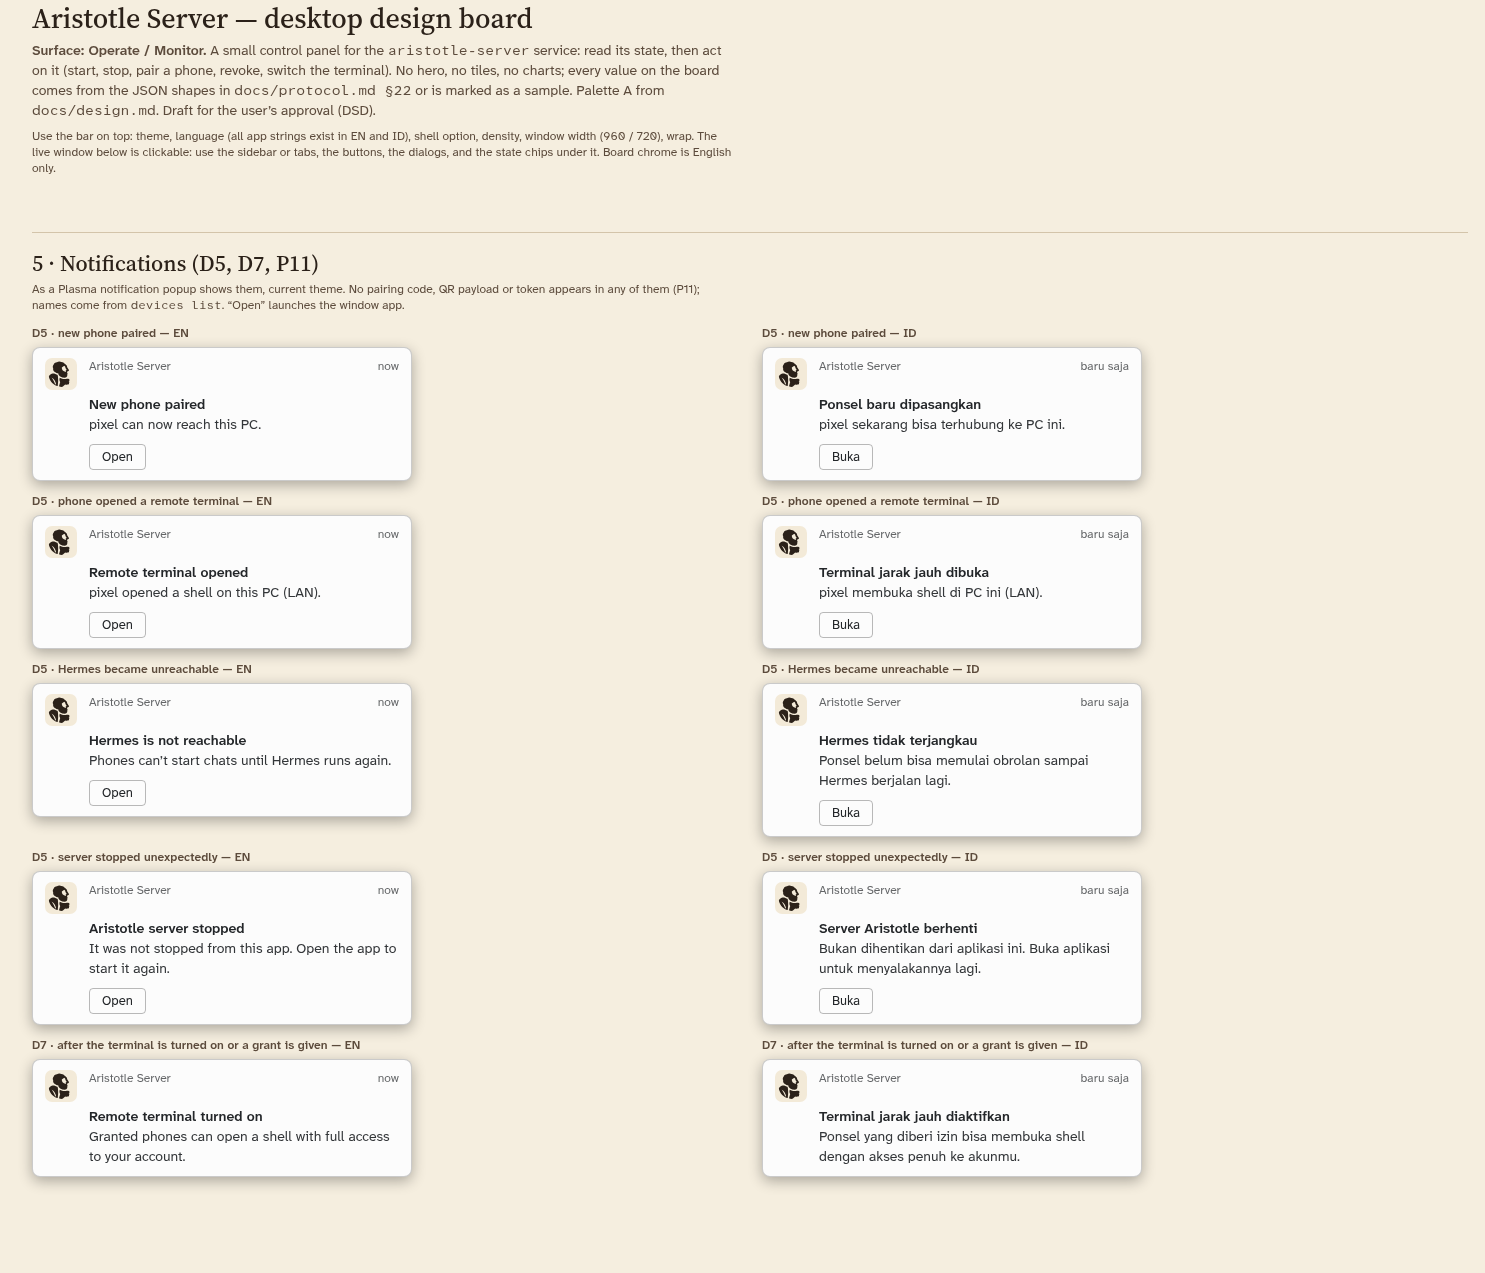 Aristotle Server — desktop design board
Surface: Operate / Monitor. A small control panel for the aristotle-server service: read its state, then act
on it (start, stop, pair a phone, revoke, switch the terminal). No hero, no tiles, no charts; every value on the board
comes from the JSON shapes in docs/protocol.md §22 or is marked as a sample. Palette A from
docs/design.md. Draft for the user’s approval (DSD).
Use the bar on top: theme, language (all app strings exist in EN and ID), shell option, density, window width (960 / 720), wrap. The
live window below is clickable: use the sidebar or tabs, the buttons, the dialogs, and the state chips under it. Board chrome is English
only.
5 · Notifications (D5, D7, P11)
As a Plasma notification popup shows them, current theme. No pairing code, QR payload or token appears in any of them (P11);
names come from devices list. “Open” launches the window app.
D5 · new phone paired — EN
Aristotle Server now
New phone paired
pixel can now reach this PC.
Open
D5 · new phone paired — ID
Aristotle Server baru saja
Ponsel baru dipasangkan
pixel sekarang bisa terhubung ke PC ini.
Buka
D5 · phone opened a remote terminal — EN
Aristotle Server now
Remote terminal opened
pixel opened a shell on this PC (LAN).
Open
D5 · phone opened a remote terminal — ID
Aristotle Server baru saja
Terminal jarak jauh dibuka
pixel membuka shell di PC ini (LAN).
Buka
D5 · Hermes became unreachable — EN
Aristotle Server now
Hermes is not reachable
Phones can’t start chats until Hermes runs again.
Open
D5 · Hermes became unreachable — ID
Aristotle Server baru saja
Hermes tidak terjangkau
Ponsel belum bisa memulai obrolan sampai
Hermes berjalan lagi.
Buka
D5 · server stopped unexpectedly — EN
Aristotle Server now
Aristotle server stopped
It was not stopped from this app. Open the app to
start it again.
Open
D5 · server stopped unexpectedly — ID
Aristotle Server baru saja
Server Aristotle berhenti
Bukan dihentikan dari aplikasi ini. Buka aplikasi
untuk menyalakannya lagi.
Buka
D7 · after the terminal is turned on or a grant is given — EN
Aristotle Server now
Remote terminal turned on
Granted phones can open a shell with full access
to your account.
D7 · after the terminal is turned on or a grant is given — ID
Aristotle Server baru saja
Terminal jarak jauh diaktifkan
Ponsel yang diberi izin bisa membuka shell
dengan akses penuh ke akunmu.